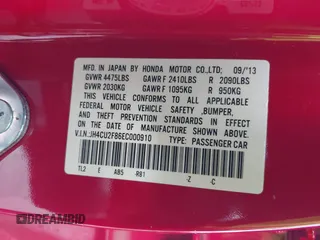 MFD. IN JAPAN BY HONDA MOTOR CO.,LTD. 09/'13
GVWR 4475LBS GAWR F 2410LBS R 2090LBS
GVWR 2030KG GAWR F 1095KG R 950KG
THIS VEHICLE CONFORMS TO ALL APPLICABLE
FEDERAL MOTOR VEHICLE SAFETY ,BUMPER,
AND THEFT PREVENTION STANDARDS IN EFFECT
ON THE DATE OF MANUFACTURE SHOWN ABOVE.
V.I.N.:JH4CU2F86EC000910 TYPE: PASSENGER CAR
TL2 E AB5 -R81 -Z -C
DREAMBID